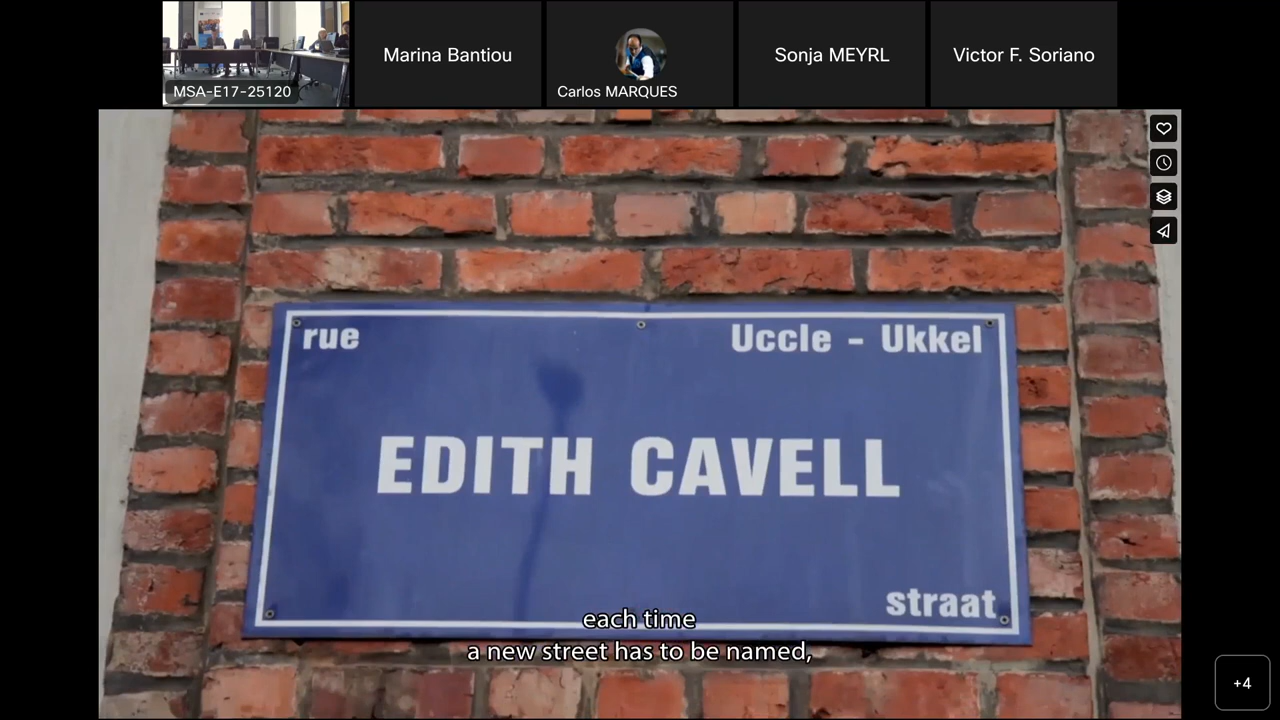 MSA-E17-25120
Marina Bantiou
Carlos MARQUES
Sonja MEYRL
Victor F. Soriano
rue
Uccle - Ukkel
EDITH CAVELL
straat
each time
a new street has to be named,
+4